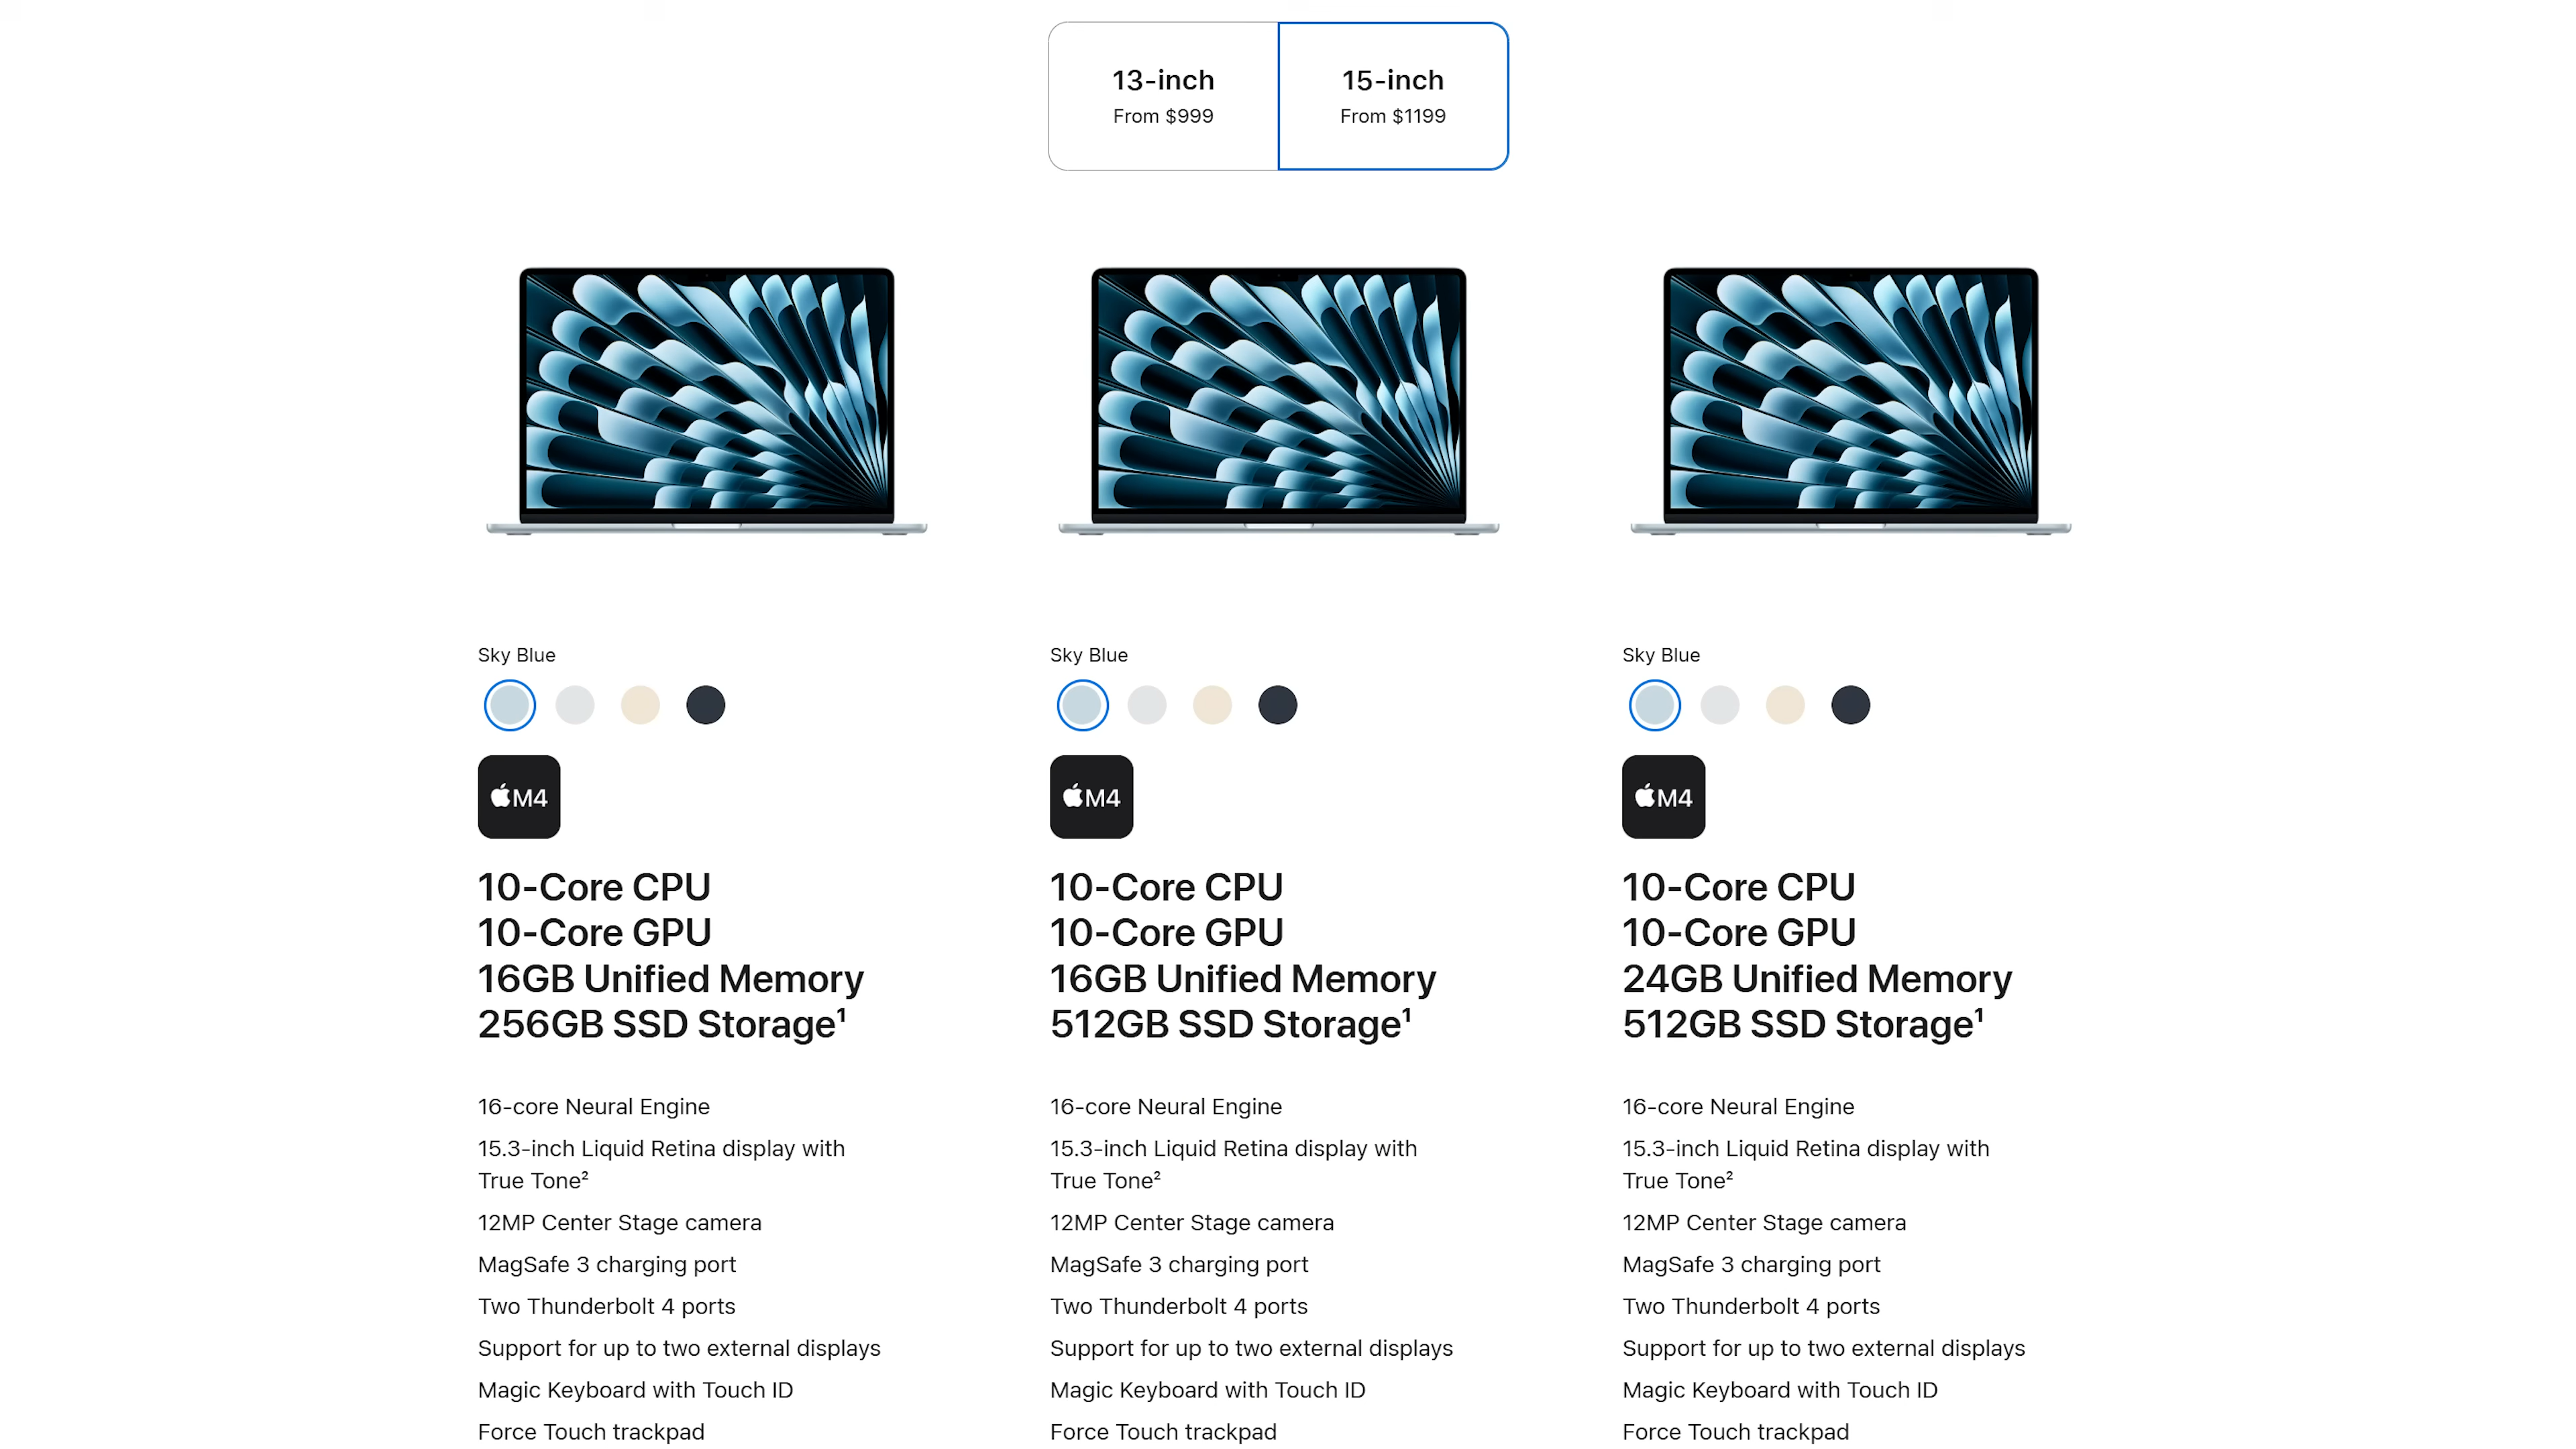 13-inch
From $999
15-inch
From $1199
Sky Blue
M4
10-Core CPU
10-Core GPU
16GB Unified Memory
256GB SSD Storage¹
16-core Neural Engine
15.3-inch Liquid Retina display with
True Tone²
12MP Center Stage camera
MagSafe 3 charging port
Two Thunderbolt 4 ports
Support for up to two external displays
Magic Keyboard with Touch ID
Force Touch trackpad
Sky Blue
M4
10-Core CPU
10-Core GPU
16GB Unified Memory
512GB SSD Storage¹
16-core Neural Engine
15.3-inch Liquid Retina display with
True Tone²
12MP Center Stage camera
MagSafe 3 charging port
Two Thunderbolt 4 ports
Support for up to two external displays
Magic Keyboard with Touch ID
Force Touch trackpad
Sky Blue
M4
10-Core CPU
10-Core GPU
24GB Unified Memory
512GB SSD Storage¹
16-core Neural Engine
15.3-inch Liquid Retina display with
True Tone²
12MP Center Stage camera
MagSafe 3 charging port
Two Thunderbolt 4 ports
Support for up to two external displays
Magic Keyboard with Touch ID
Force Touch trackpad